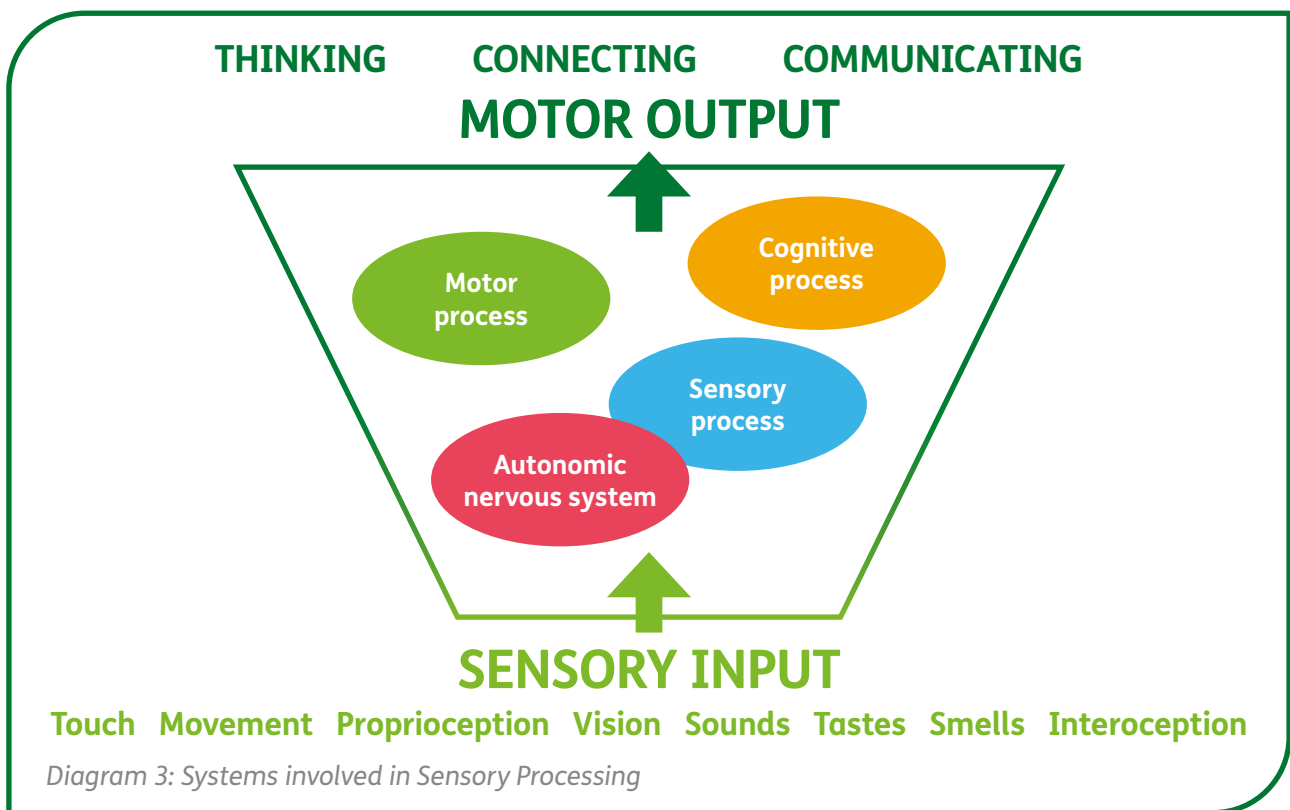 THINKING CONNECTING COMMUNICATING
MOTOR OUTPUT
Cognitive
process
Motor
process
Sensory
process
Autonomic
nervous system
SENSORY INPUT
Touch Movement Proprioception Vision Sounds Tastes Smells Interoception
Diagram 3: Systems involved in Sensory Processing